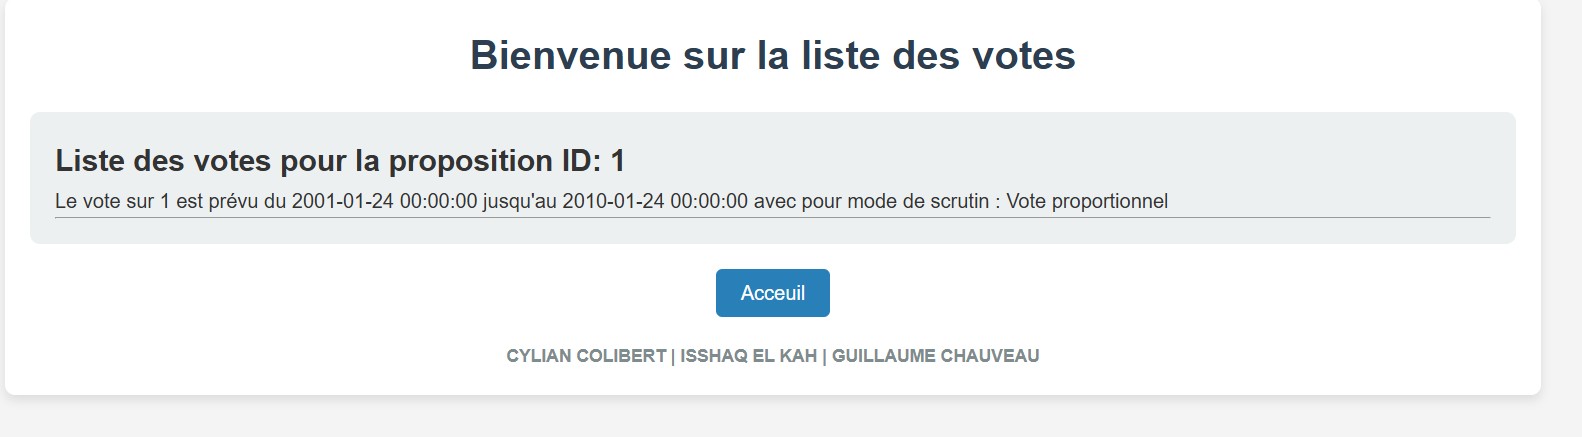 Bienvenue sur la liste des votes
Liste des votes pour la proposition ID: 1
Le vote sur 1 est prévu du 2001-01-24 00:00:00 jusqu'au 2010-01-24 00:00:00 avec pour mode de scrutin : Vote proportionnel
Acceuil
CYLIAN COLIBERT | ISSHAQ EL KAH | GUILLAUME CHAUVEAU